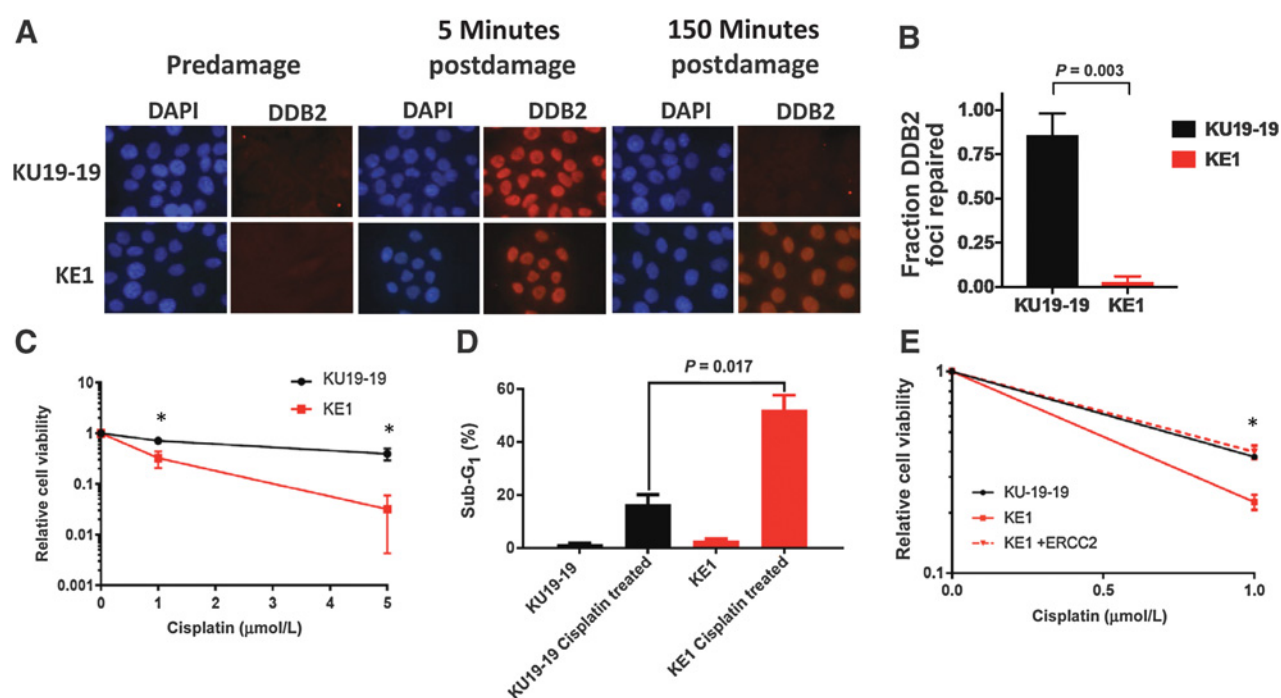 A
Predamage
5 Minutes
postdamage
150 Minutes
postdamage
DAPI DDB2 DAPI DDB2 DAPI DDB2
KU19-19
KE1
B
P = 0.003
Fraction DDB2
foci repaired
1.00
0.75
0.50
0.25
0.00
KU19-19 KE1
KU19-19
KE1
C
Relative cell viability
10
1
0.1
0.01
0.001
0 1 2 3 4 5
Cisplatin (μmol/L)
KU19-19
KE1
*
*
D
P = 0.017
Sub-G1 (%)
60
40
20
0
KU19-19
KU19-19 Cisplatin treated
KE1
KE1 Cisplatin treated
E
Relative cell viability
1
0.1
0.0 0.5 1.0
Cisplatin (μmol/L)
*
KU-19-19
KE1
KE1 +ERCC2